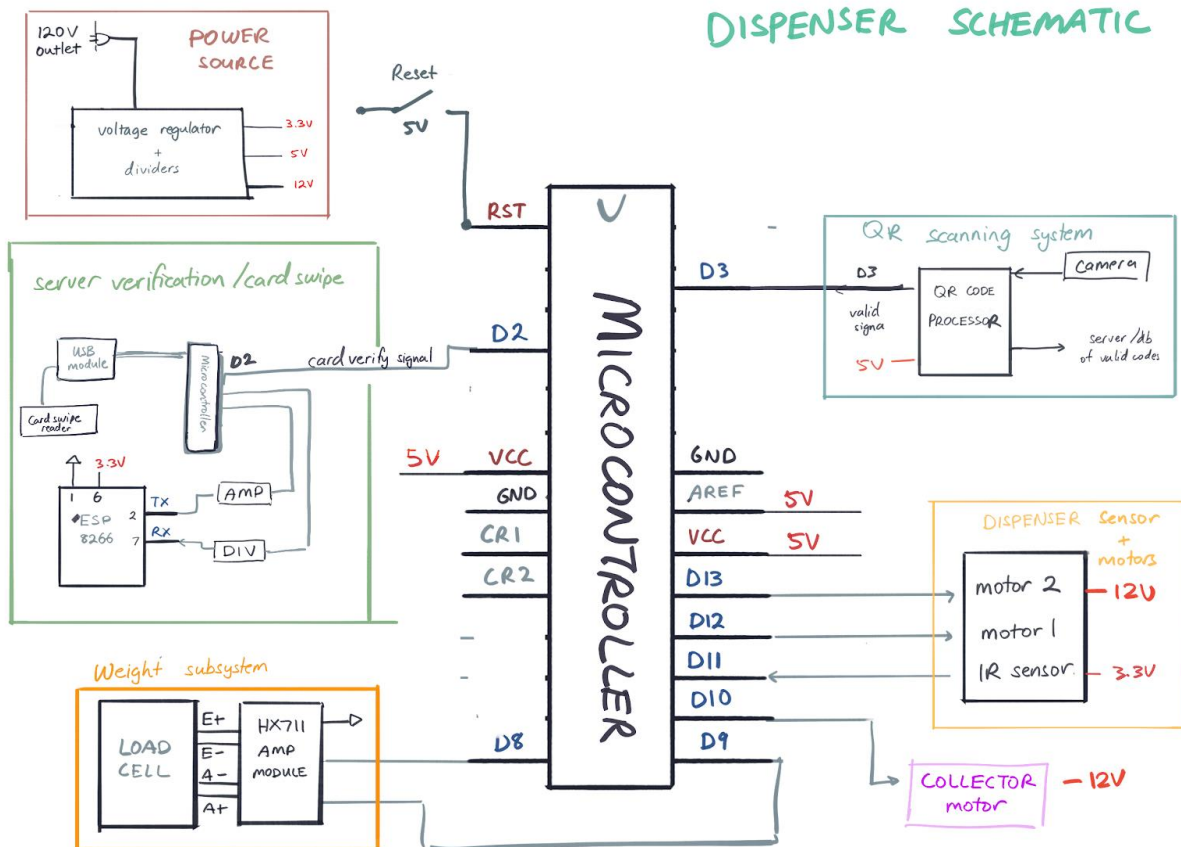 DISPENSER SCHEMATIC
120V
outlet
POWER
SOURCE
voltage regulator
+
dividers
3.3V
5V
12V
Reset
5V
RST
MICROCONTROLLER
D3
QR scanning system
D3
valid
signa
QR CODE
PROCESSOR
camera
server/db
of valid codes
5V
server verification/card swipe
USB
module
Card swipe
reader
Microcontroller
D2
card verify signal
D2
3.3V
1 6
ESP
8266
2
7
TX
RX
AMP
DIV
5V
VCC
GND
CR1
CR2
GND
AREF
5V
VCC
5V
D13
D12
D11
D10
D9
D8
DISPENSER sensor
+
motors
motor 2
12V
motor 1
IR sensor
3.3V
COLLECTOR
motor
12V
Weight subsystem
LOAD
CELL
E+
E-
A-
A+
HX711
AMP
MODULE